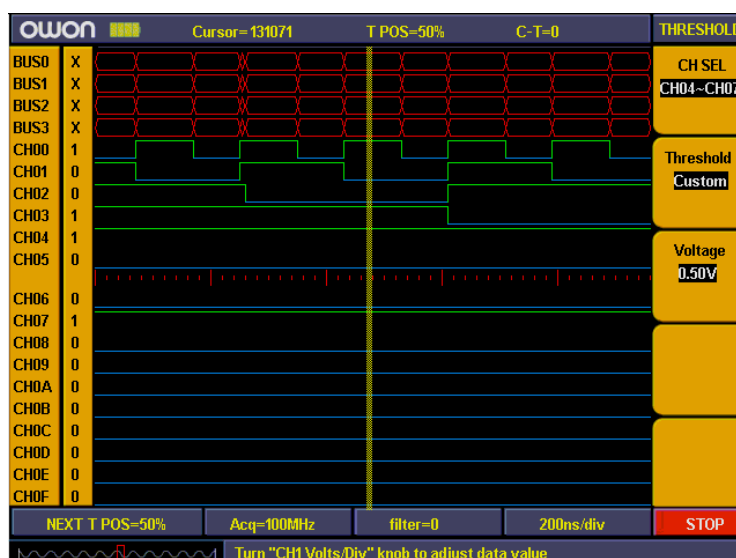 owon Cursor=131071 T POS=50% C-T=0 THRESHOLD
BUS0 X
BUS1 X
BUS2 X
BUS3 X
CH00 1
CH01 0
CH02 0
CH03 1
CH04 1
CH05 0
CH06 0
CH07 1
CH08 0
CH09 0
CH0A 0
CH0B 0
CH0C 0
CH0D 0
CH0E 0
CH0F 0
CH SEL
CH04~CH07
Threshold
Custom
Voltage
0.50V
NEXT T POS=50% Acq=100MHz filter=0 200ns/div STOP
Turn "CH1 Volts/Div" knob to adjust data value